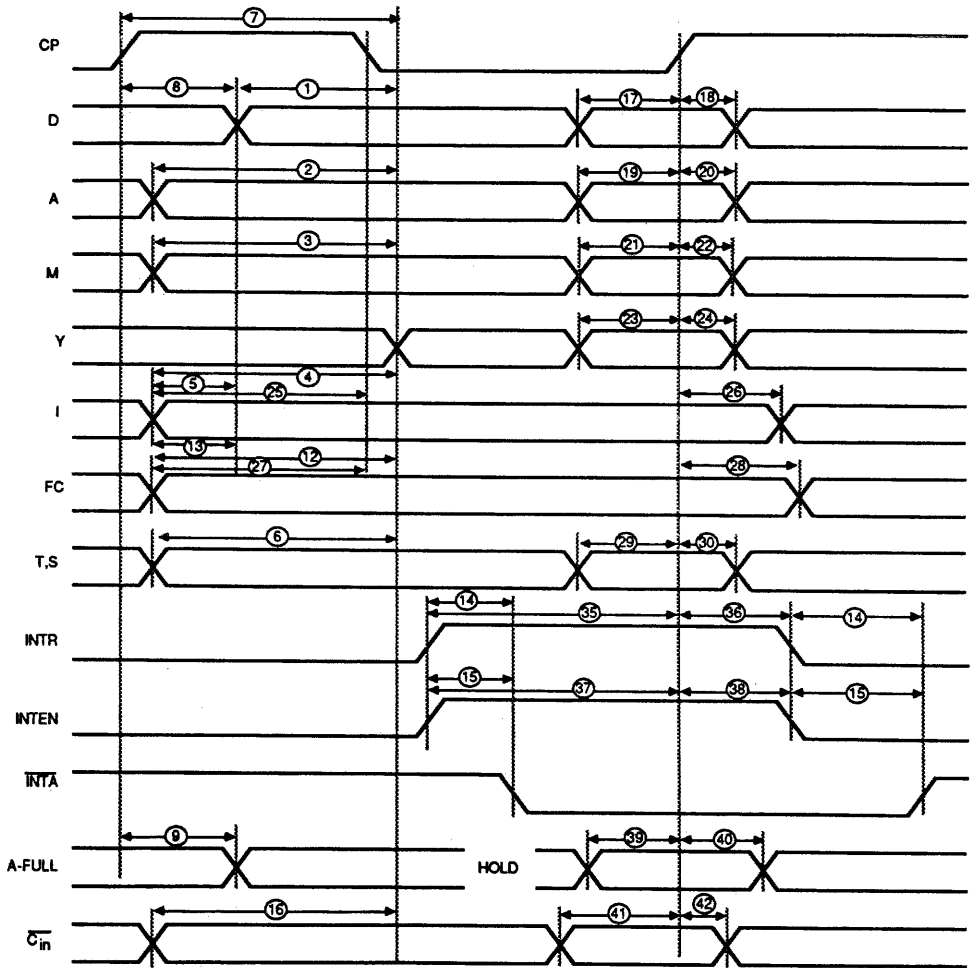 7
CP
8 1 17 18
D
2 19 20
A
3 21 22
M
23 24
Y
4
5 25 26
I
13 12
27 28
FC
6 29 30
T,S
14 35 36 14
INTR
15 37 38 15
INTEN
INTA
9 39 40
A-FULL HOLD
16 41 42
Cin